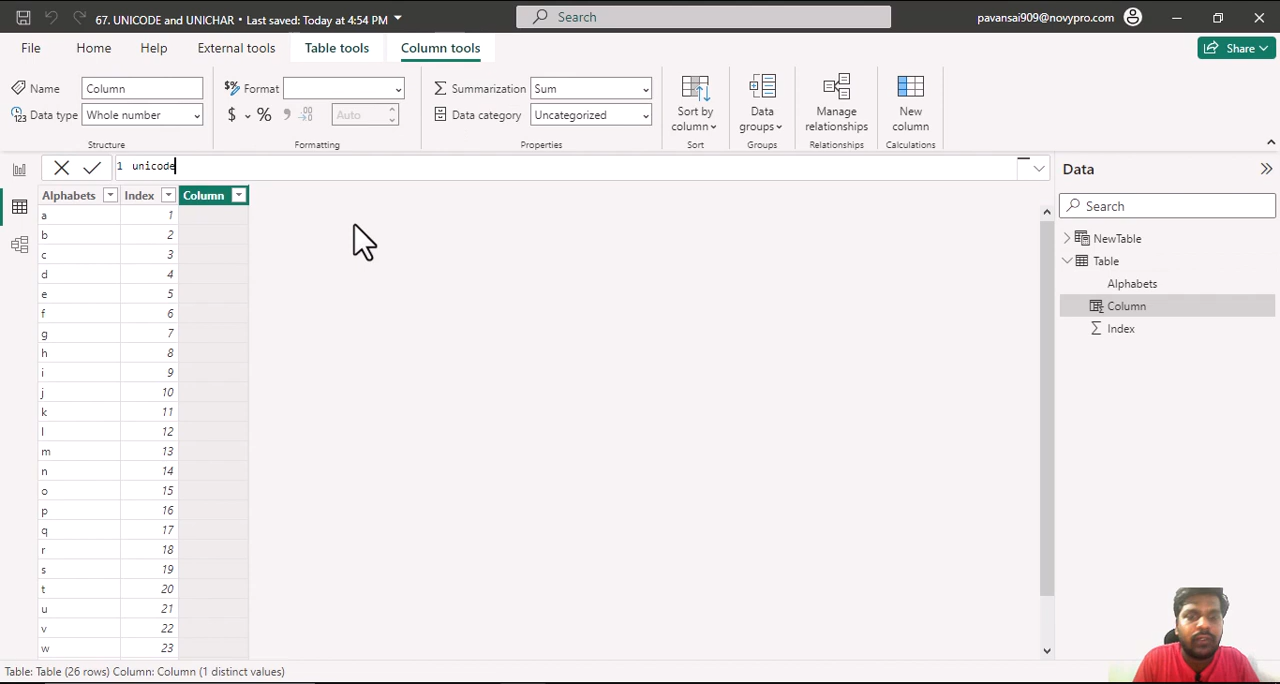 67. UNICODE and UNICHAR • Last saved: Today at 4:54 PM
Search
pavansai909@novypro.com
File Home Help External tools Table tools Column tools
Share
Name Column
Data type Whole number
Structure
Format
$ % Auto
Formatting
Summarization Sum
Data category Uncategorized
Properties
Sort by column
Sort
Data groups
Groups
Manage relationships
Relationships
New column
Calculations
1 unicode
Alphabets Index Column
a 1
b 2
c 3
d 4
e 5
f 6
g 7
h 8
i 9
j 10
k 11
l 12
m 13
n 14
o 15
p 16
q 17
r 18
s 19
t 20
u 21
v 22
w 23
Data
Search
NewTable
Table
Alphabets
Column
Index
Table: Table (26 rows) Column: Column (1 distinct values)